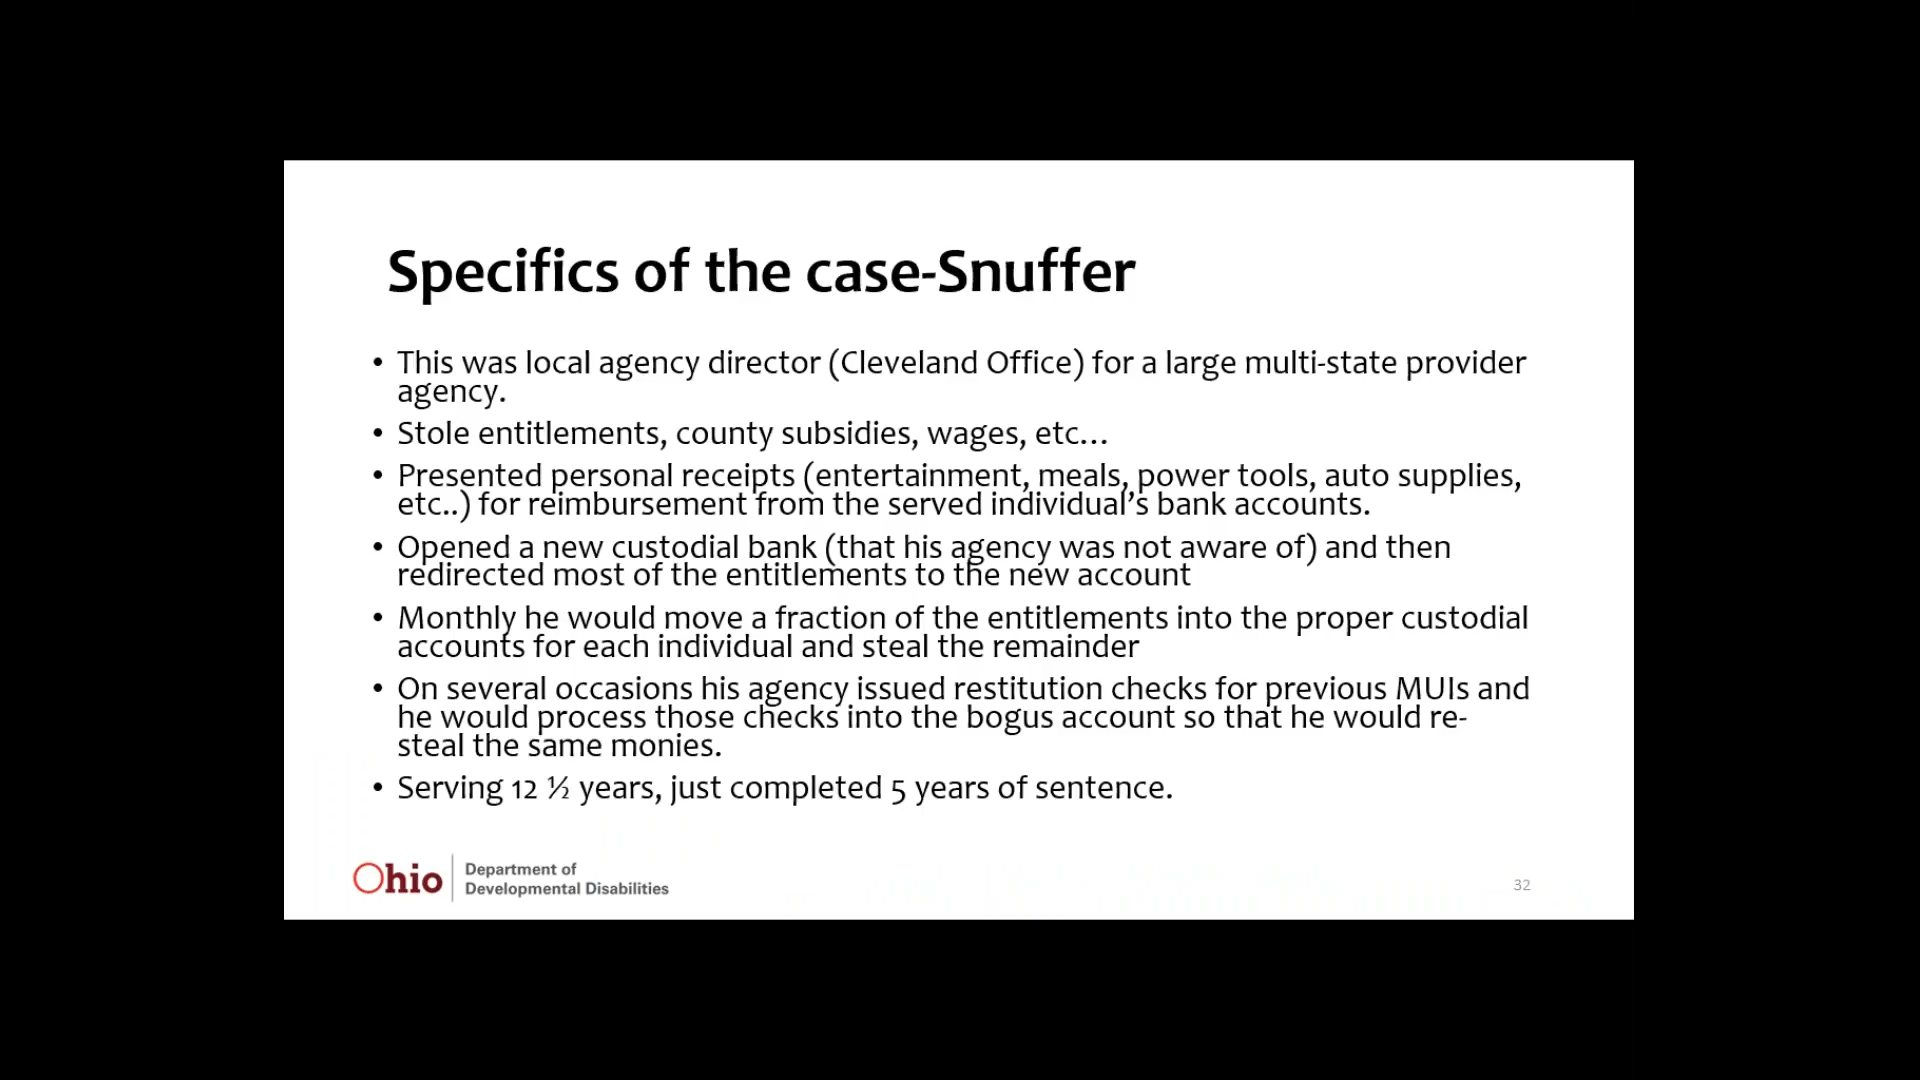 Specifics of the case-Snuffer
• This was local agency director (Cleveland Office) for a large multi-state provider
agency.
• Stole entitlements, county subsidies, wages, etc…
• Presented personal receipts (entertainment, meals, power tools, auto supplies,
etc..) for reimbursement from the served individual’s bank accounts.
• Opened a new custodial bank (that his agency was not aware of) and then
redirected most of the entitlements to the new account
• Monthly he would move a fraction of the entitlements into the proper custodial
accounts for each individual and steal the remainder
• On several occasions his agency issued restitution checks for previous MUIs and
he would process those checks into the bogus account so that he would re-
steal the same monies.
• Serving 12 ½ years, just completed 5 years of sentence.
Ohio
Department of
Developmental Disabilities
32